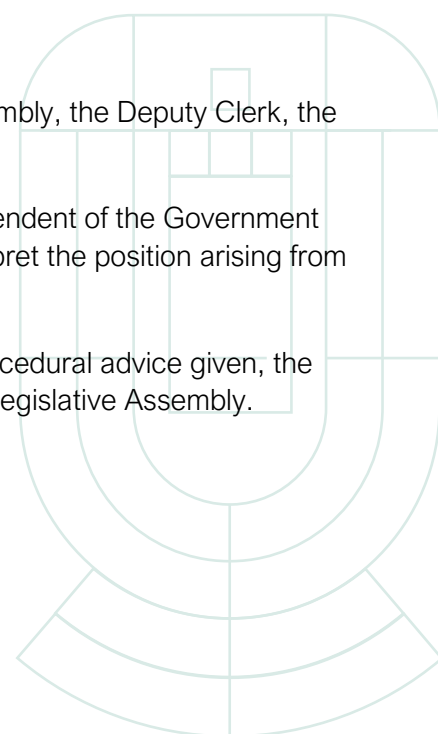 mbly, the Deputy Clerk, the
endent of the Government
pret the position arising from
cedural advice given, the
egislative Assembly.